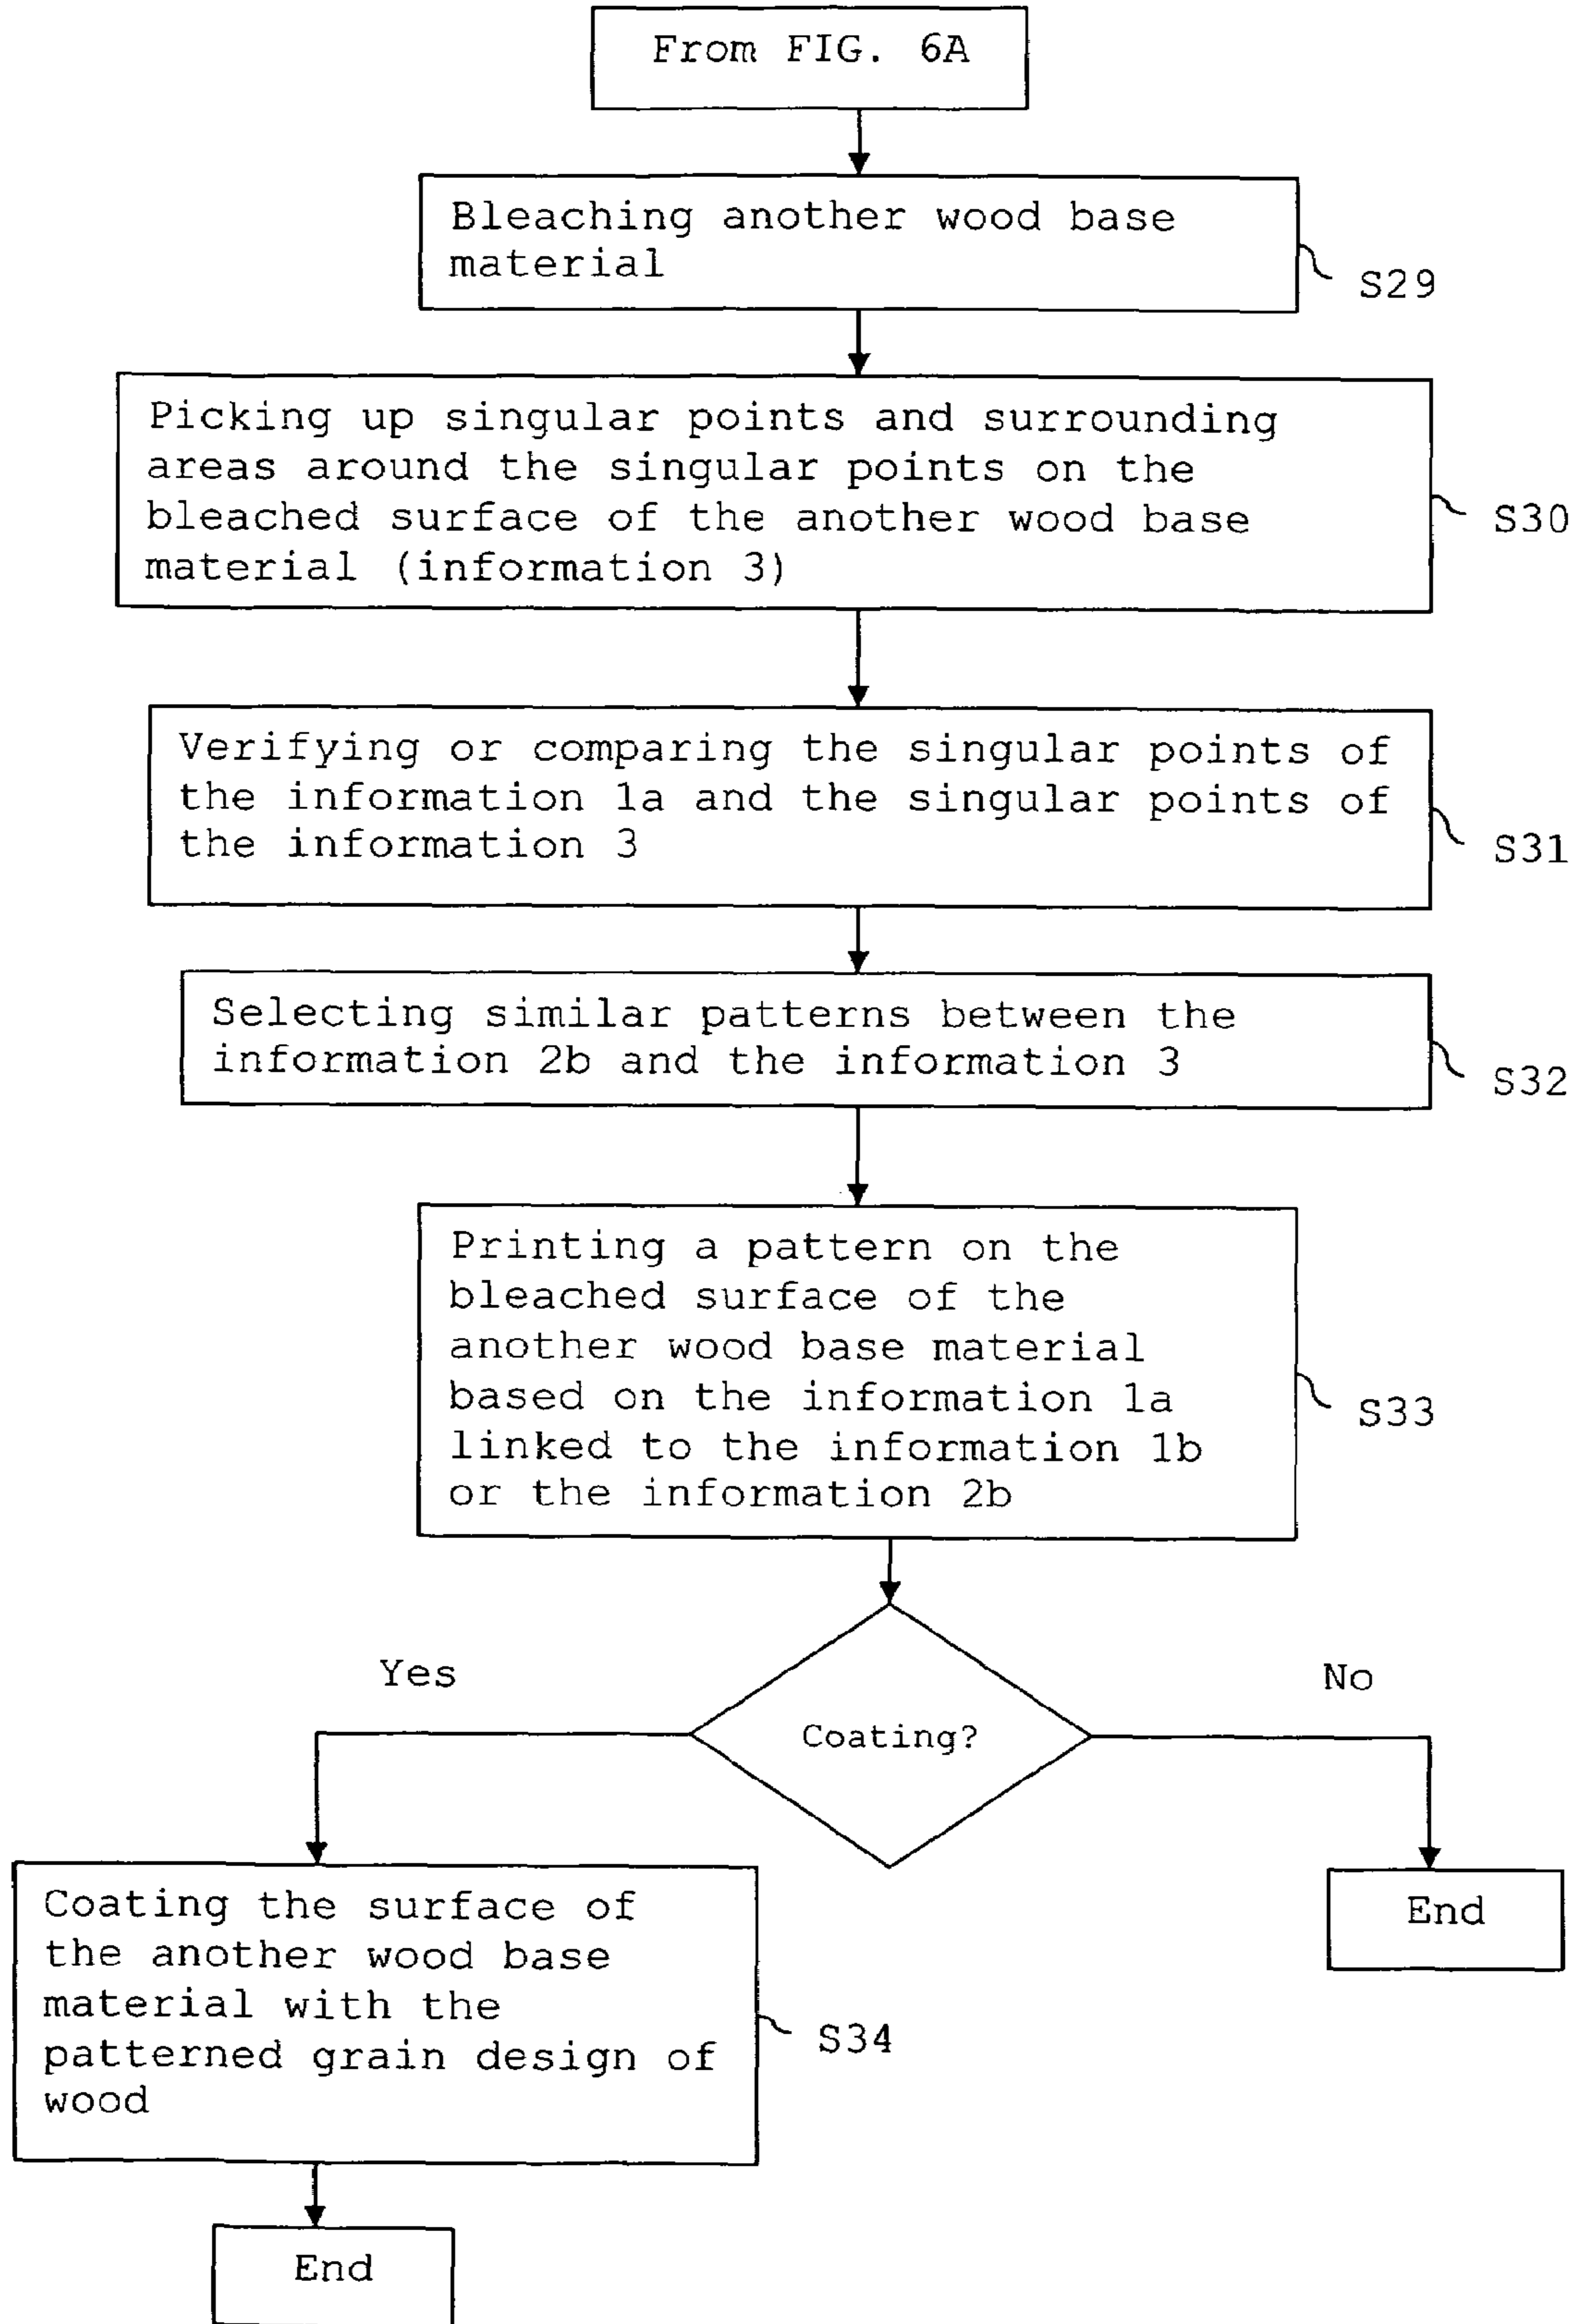 From FIG. 6A
Bleaching another wood base
material
S29
Picking up singular points and surrounding
areas around the singular points on the
bleached surface of the another wood base
material (information 3)
S30
Verifying or comparing the singular points of
the information 1a and the singular points of
the information 3
S31
Selecting similar patterns between the
information 2b and the information 3
S32
Printing a pattern on the
bleached surface of the
another wood base material
based on the information 1a
linked to the information 1b
or the information 2b
S33
Yes
No
Coating?
Coating the surface of
the another wood base
material with the
patterned grain design of
wood
S34
End
End